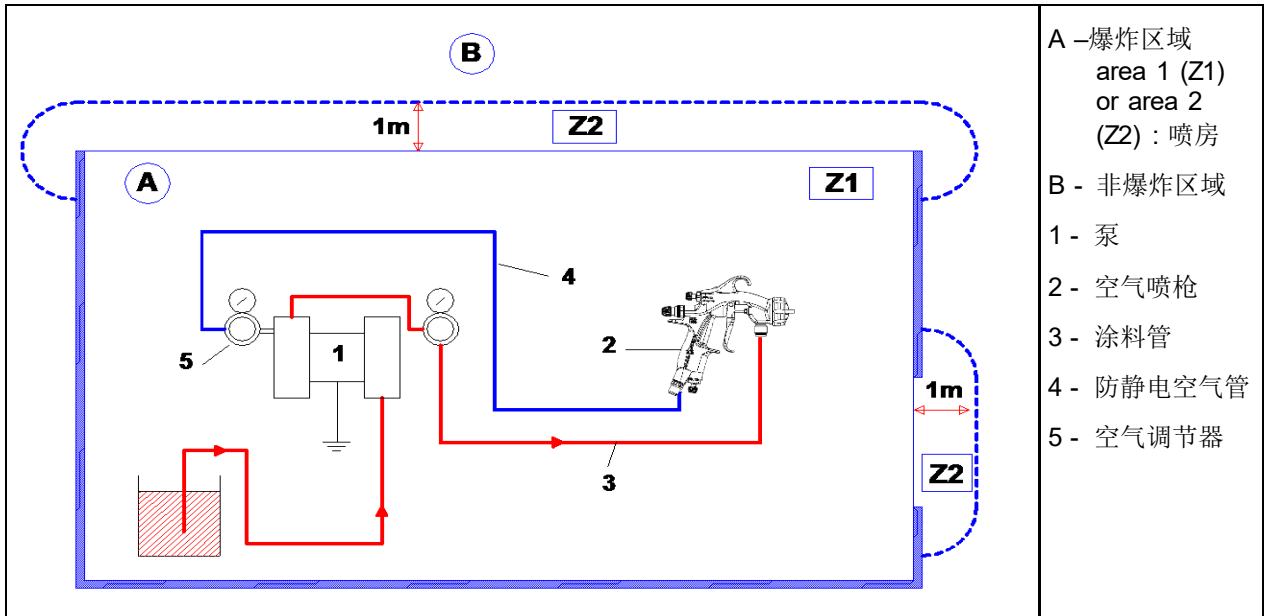 B
1m
Z2
A
Z1
4
5
1
2
1m
3
Z2
A –爆炸区域
area 1 (Z1)
or area 2
(Z2) : 喷房
B - 非爆炸区域
1 - 泵
2 - 空气喷枪
3 - 涂料管
4 - 防静电空气管
5 - 空气调节器